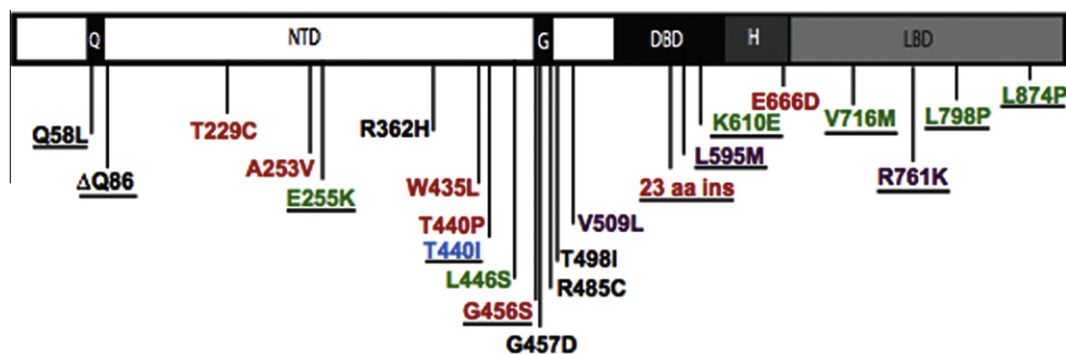 Q NTD G DBD H LBD
Q58L
ΔQ86
T229C
A253V
E255K
R362H
W435L
T440P
T440I
L446S
G456S
G457D
R485C
T498I
V509L
23 aa ins
L595M
K610E
E666D
V716M
R761K
L798P
L874P